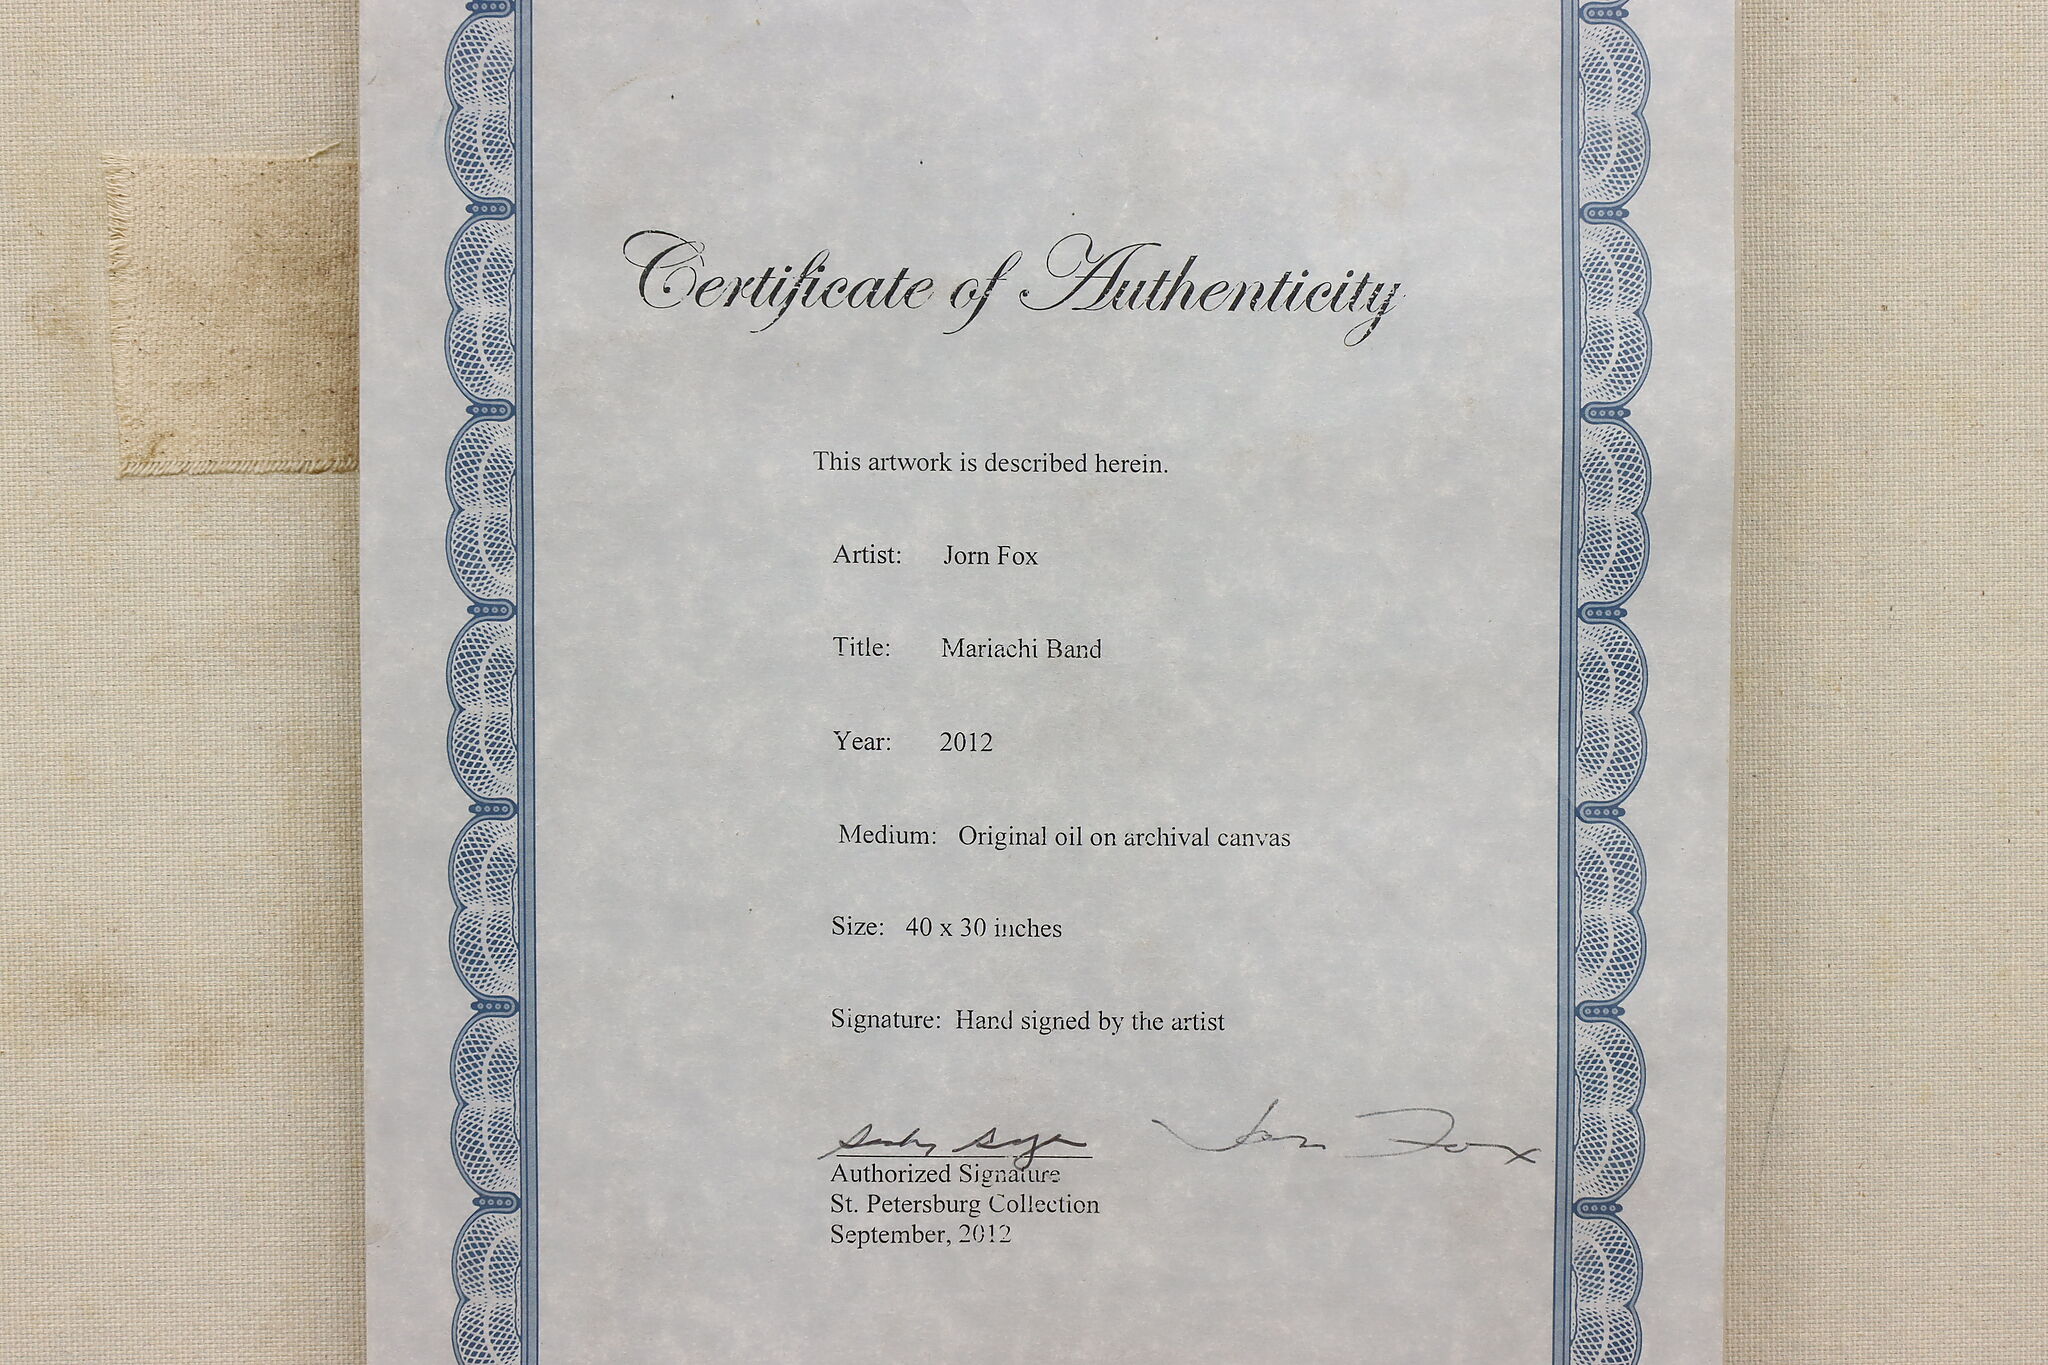 Certificate of Authenticity
This artwork is described herein.
Artist: Jorn Fox
Title: Mariachi Band
Year: 2012
Medium: Original oil on archival canvas
Size: 40 x 30 inches
Signature: Hand signed by the artist
Jorn Fox
Authorized Signature
St. Petersburg Collection
September, 2012